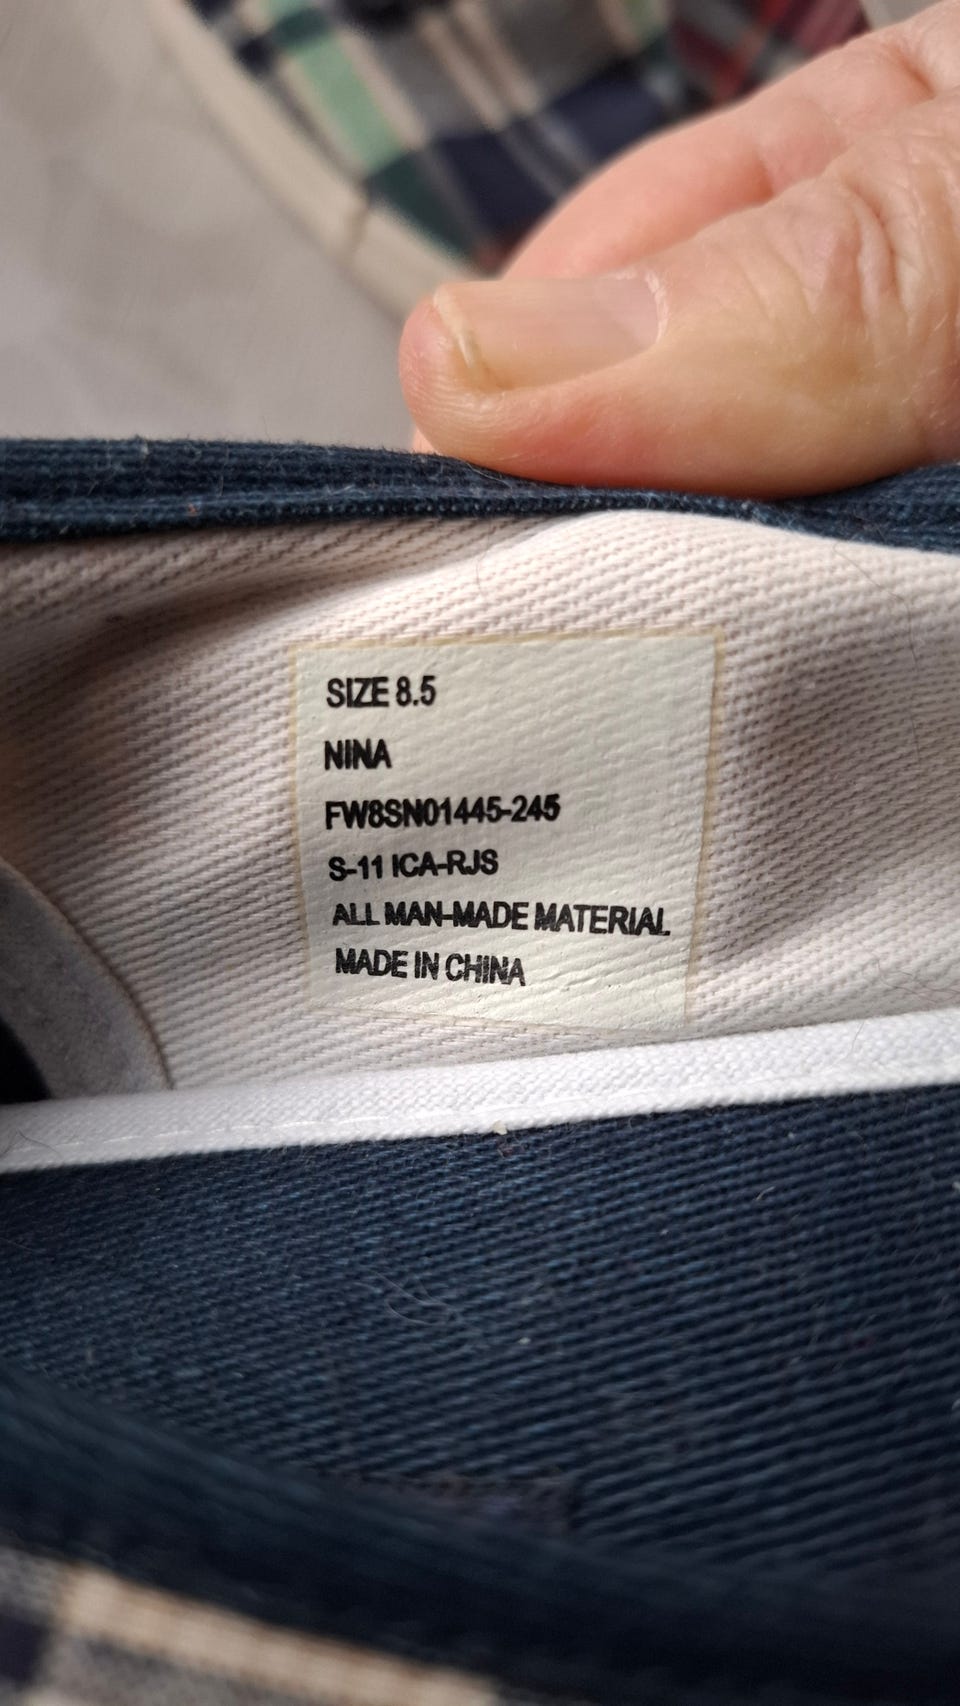 SIZE 8.5
NINA
FW8SN01445-245
S-11 ICA-RJS
ALL MAN-MADE MATERIAL
MADE IN CHINA